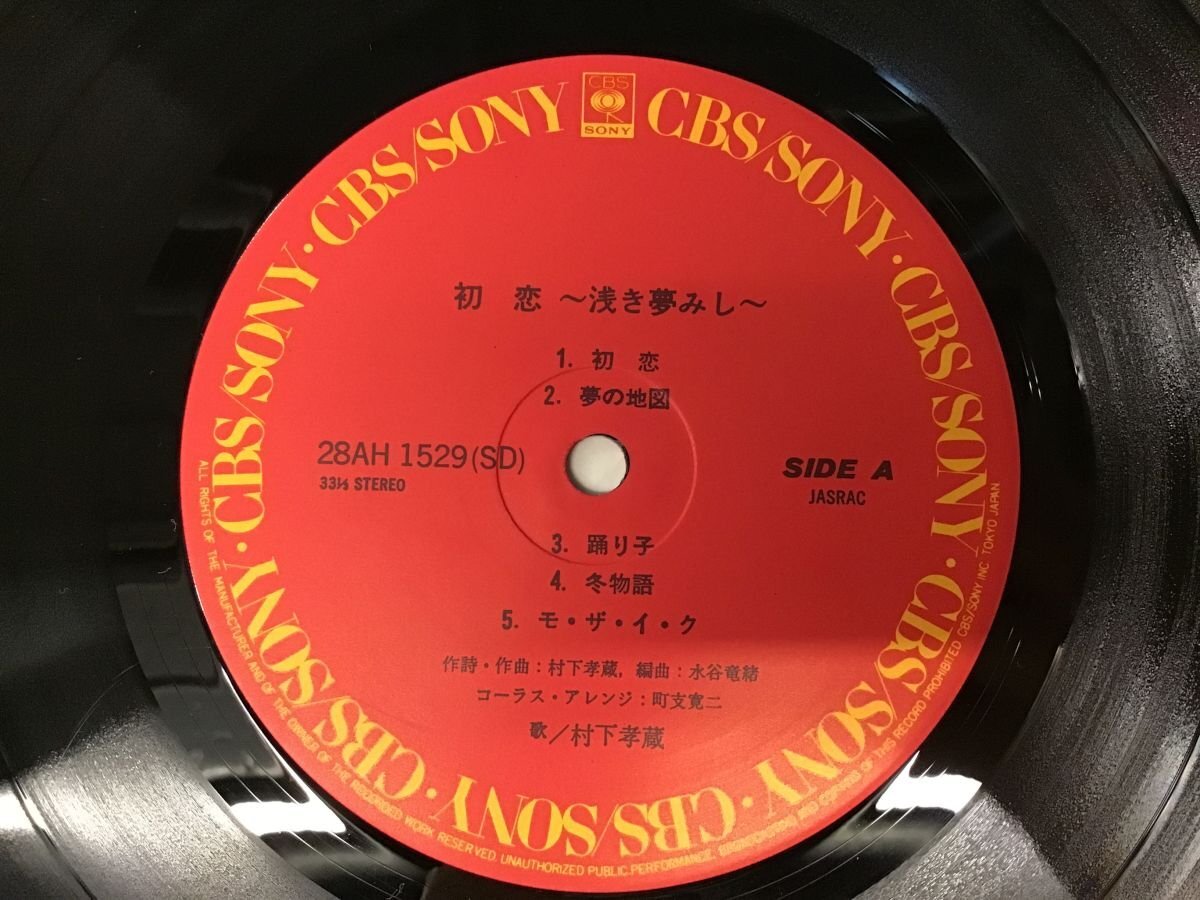 CBS
SONY
CBS/SONY · CBS/SONY · CBS/SONY · CBS/SONY · CBS/SONY · CBS/SONY · CBS/SONY · CBS/SONY
初 恋 〜浅き夢みし〜
1. 初 恋
2. 夢の地図
28AH 1529(SD)
33⅓ STEREO
SIDE A
JASRAC
3. 踊り子
4. 冬物語
5. モ・ザ・イ・ク
作詩・作曲:村下孝蔵, 編曲:水谷竜緒
コーラス・アレンジ:町支寛二
歌/村下孝蔵
ALL RIGHTS OF THE MANUFACTURER AND OF THE OWNER OF THE RECORDED WORK RESERVED UNAUTHORIZED PUBLIC PERFORMANCE, BROADCASTING AND COPYING OF THIS RECORD PROHIBITED CBS/SONY INC. TOKYO JAPAN